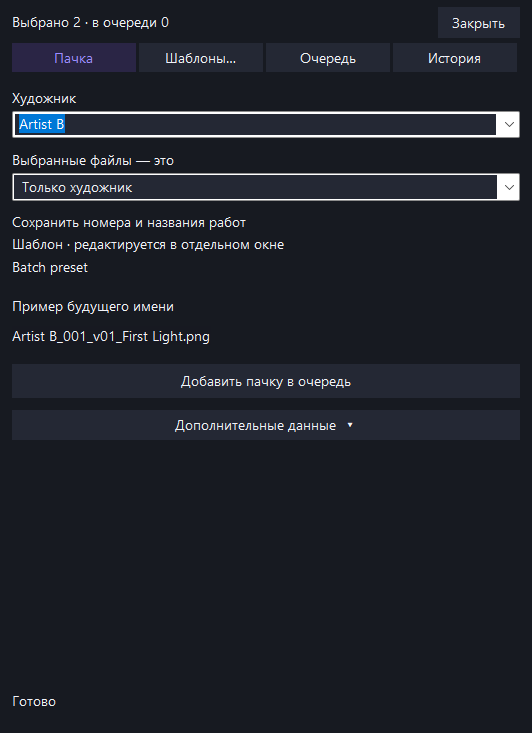 Выбрано 2 · в очереди 0
Закрыть
Пачка
Шаблоны...
Очередь
История
Художник
Artist B
Выбранные файлы — это
Только художник
Сохранить номера и названия работ
Шаблон · редактируется в отдельном окне
Batch preset
Пример будущего имени
Artist B_001_v01_First Light.png
Добавить пачку в очередь
Дополнительные данные ▼
Готово